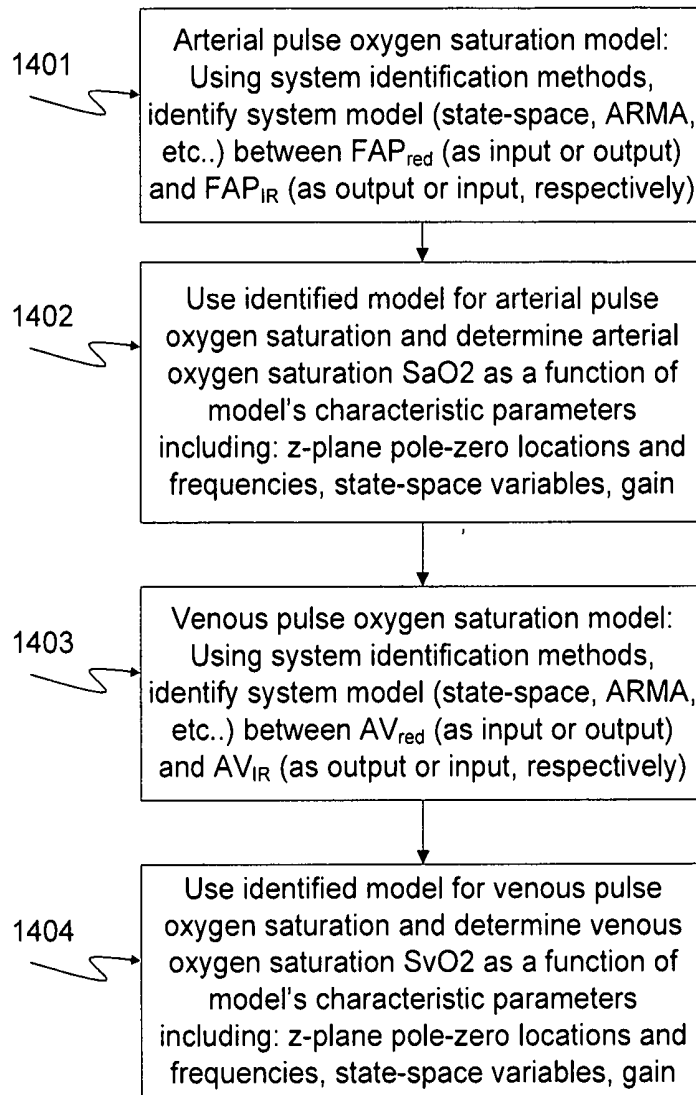 1401
Arterial pulse oxygen saturation model:
Using system identification methods,
identify system model (state-space, ARMA,
etc..) between FAPred (as input or output)
and FAPIR (as output or input, respectively)
1402
Use identified model for arterial pulse
oxygen saturation and determine arterial
oxygen saturation SaO2 as a function of
model's characteristic parameters
including: z-plane pole-zero locations and
frequencies, state-space variables, gain
1403
Venous pulse oxygen saturation model:
Using system identification methods,
identify system model (state-space, ARMA,
etc..) between AVred (as input or output)
and AVIR (as output or input, respectively)
1404
Use identified model for venous pulse
oxygen saturation and determine venous
oxygen saturation SvO2 as a function of
model's characteristic parameters
including: z-plane pole-zero locations and
frequencies, state-space variables, gain